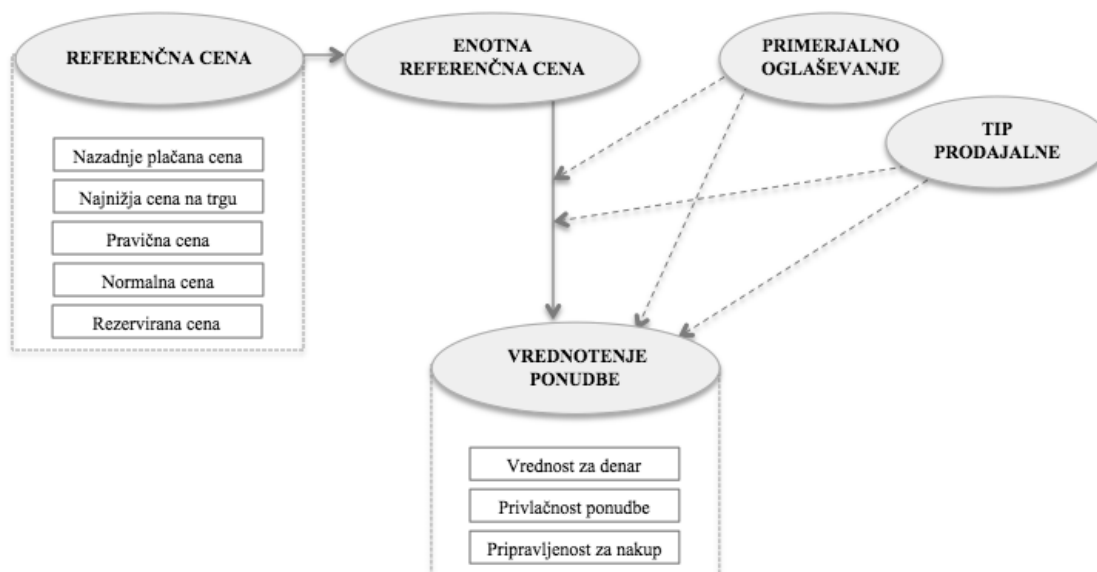 REFERENČNA CENA
ENOTNA
REFERENČNA CENA
PRIMERJALNO
OGLAŠEVANJE
TIP
PRODAJALNE
Nazadnje plačana cena
Najnižja cena na trgu
Pravična cena
Normalna cena
Rezervirana cena
VREDNOTENJE
PONUDBE
Vrednost za denar
Privlačnost ponudbe
Pripravljenost za nakup